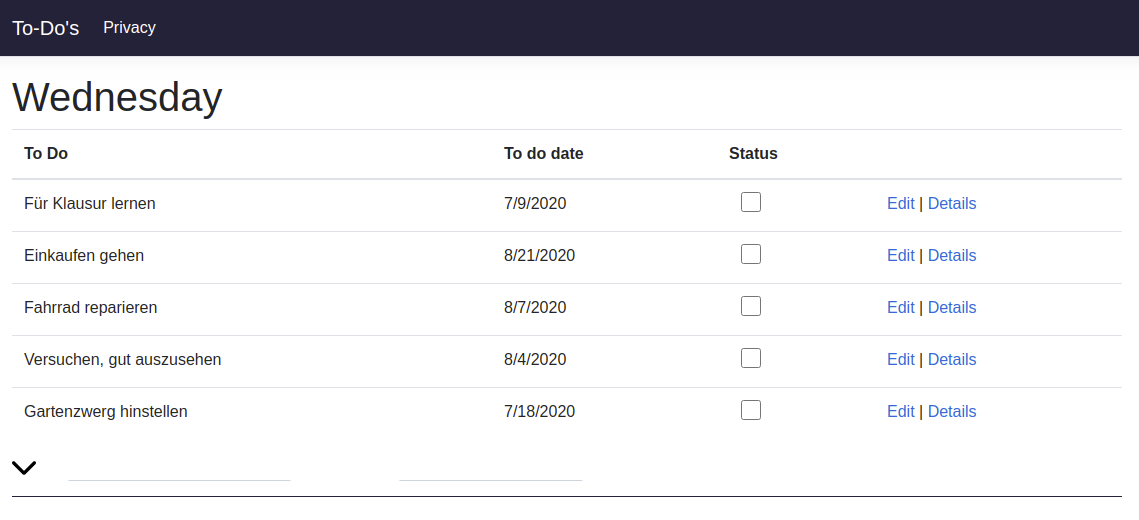 To-Do's Privacy
Wednesday
To Do To do date Status
Für Klausur lernen 7/9/2020 Edit | Details
Einkaufen gehen 8/21/2020 Edit | Details
Fahrrad reparieren 8/7/2020 Edit | Details
Versuchen, gut auszusehen 8/4/2020 Edit | Details
Gartenzwerg hinstellen 7/18/2020 Edit | Details